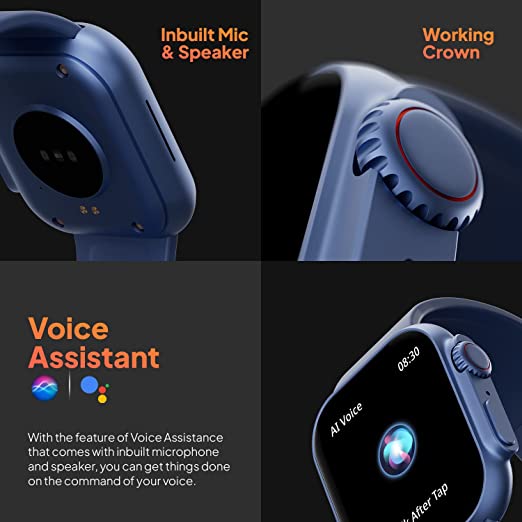 Inbuilt Mic
& Speaker
Working
Crown
Voice
Assistant
With the feature of Voice Assistance
that comes with inbuilt microphone
and speaker, you can get things done
on the command of your voice.
08:30
AI Voice
After Tap